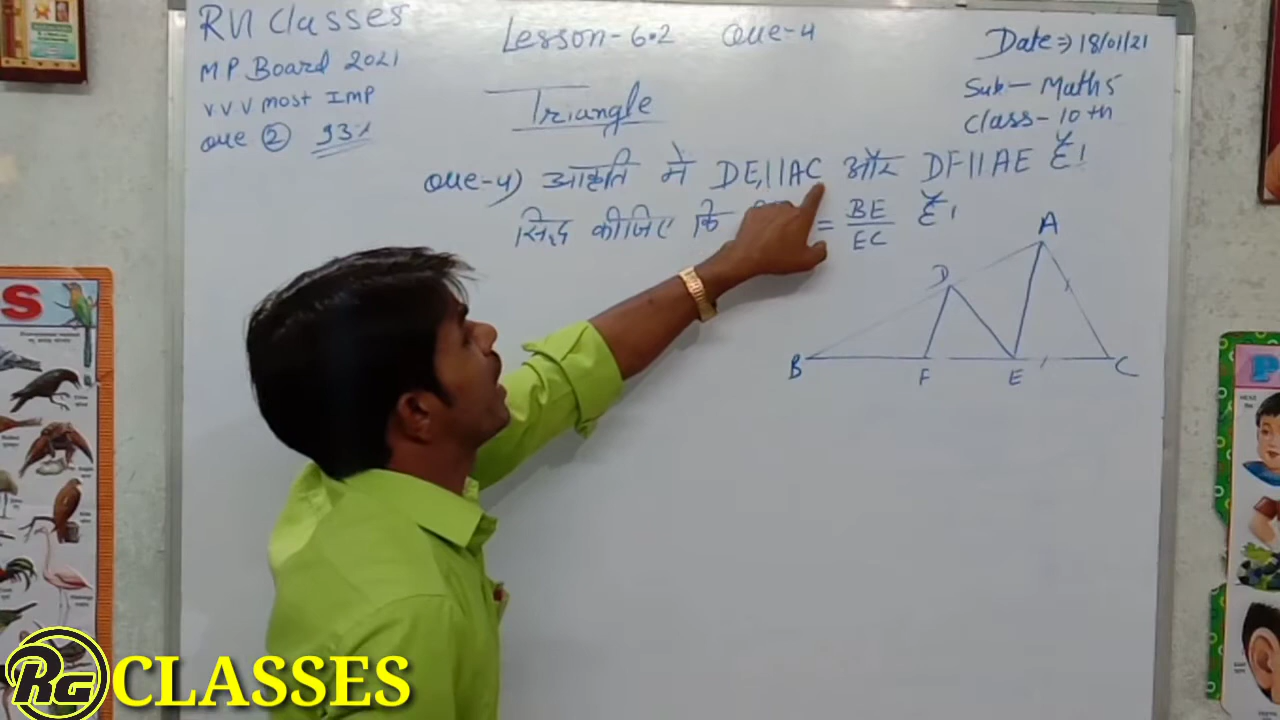 RN Classes
MP Board 2021
V V V most IMP
Que ② 93%
Lesson-6.2 Que-4
Triangle
Date⇒18/01/21
Sub- Maths
Class-10th
Que-4) आकृति में DE||AC और DF||AE है।
सिद्ध कीजिए कि = BE/EC है।
A
D
B F E C
S
P
RG CLASSES